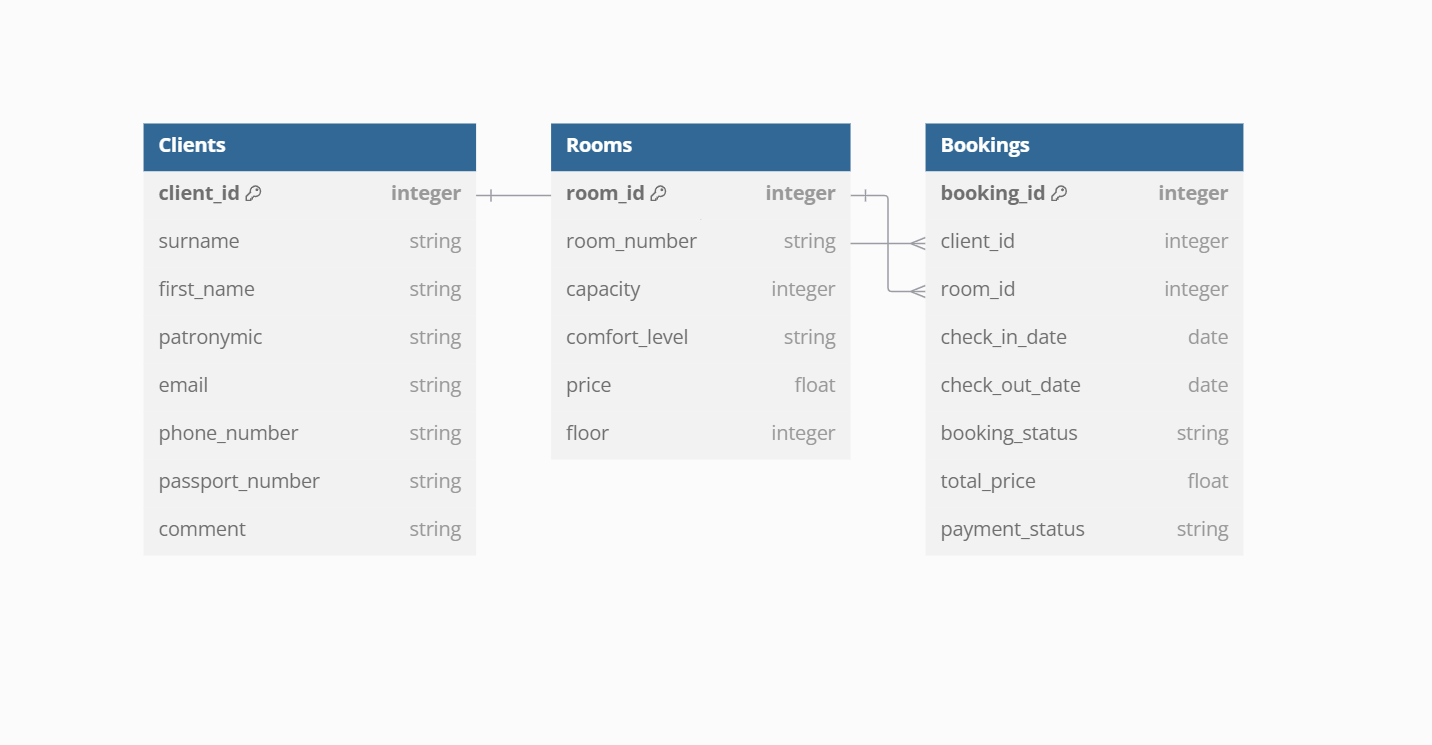 Clients
client_id integer
surname string
first_name string
patronymic string
email string
phone_number string
passport_number string
comment string
Rooms
room_id integer
room_number string
capacity integer
comfort_level string
price float
floor integer
Bookings
booking_id integer
client_id integer
room_id integer
check_in_date date
check_out_date date
booking_status string
total_price float
payment_status string